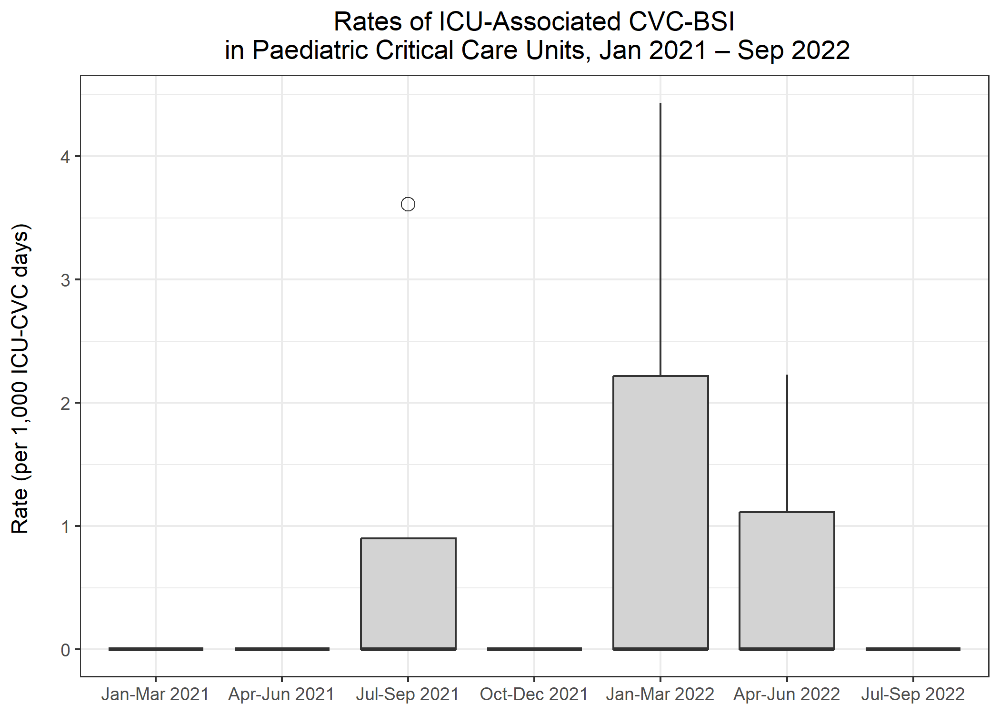 Rates of ICU-Associated CVC-BSI
in Paediatric Critical Care Units, Jan 2021 – Sep 2022
Rate (per 1,000 ICU-CVC days)
4
3
2
1
0
Jan-Mar 2021 Apr-Jun 2021 Jul-Sep 2021 Oct-Dec 2021 Jan-Mar 2022 Apr-Jun 2022 Jul-Sep 2022